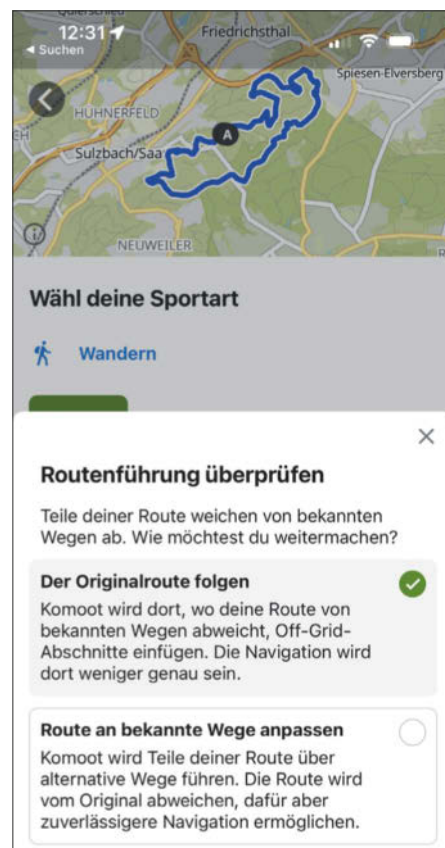 Quierschied
12:31
Friedrichsthal
Suchen
Spiesen-Elversberg
HÜHNERFELD
CH
A
Sulzbach/Saa
NEUWEILER
R
Wähl deine Sportart
Wandern
Routenführung überprüfen
Teile deiner Route weichen von bekannten
Wegen ab. Wie möchtest du weitermachen?
Der Originalroute folgen
Komoot wird dort, wo deine Route von
bekannten Wegen abweicht, Off-Grid-
Abschnitte einfügen. Die Navigation wird
dort weniger genau sein.
Route an bekannte Wege anpassen
Komoot wird Teile deiner Route über
alternative Wege führen. Die Route wird
vom Original abweichen, dafür aber
zuverlässigere Navigation ermöglichen.